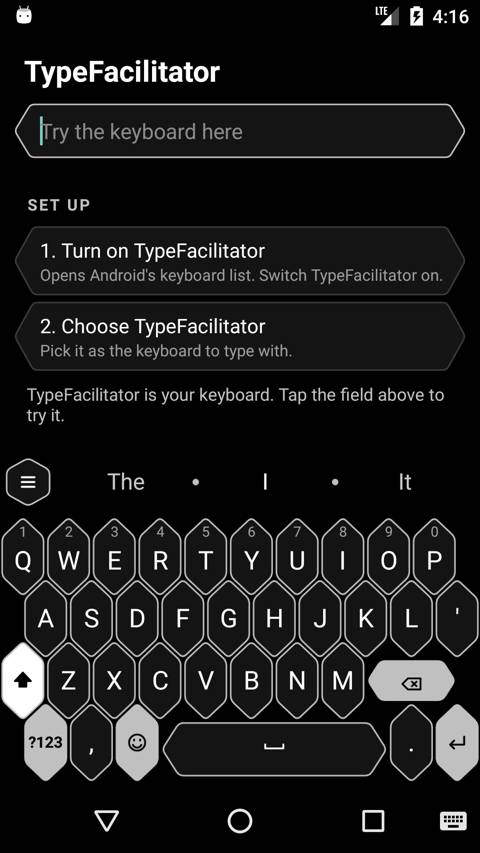 LTE 4:16
TypeFacilitator
Try the keyboard here
SET UP
1. Turn on TypeFacilitator
Opens Android's keyboard list. Switch TypeFacilitator on.
2. Choose TypeFacilitator
Pick it as the keyboard to type with.
TypeFacilitator is your keyboard. Tap the field above to
try it.
The • I • It
1 2 3 4 5 6 7 8 9 0
Q W E R T Y U I O P
A S D F G H J K L '
Z X C V B N M
?123 , .